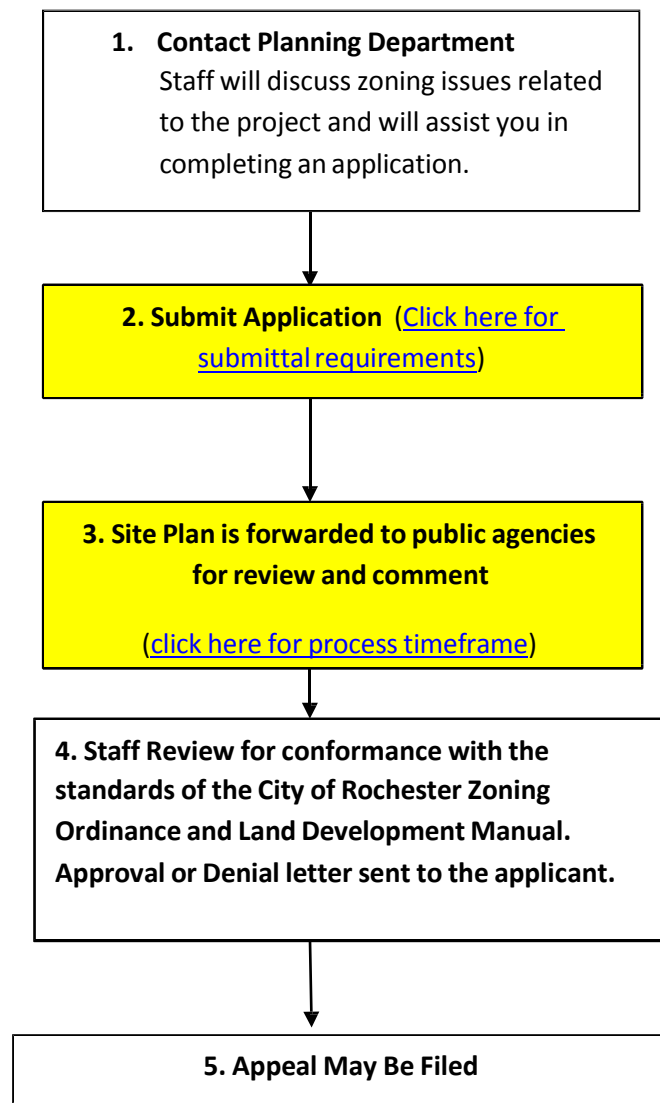 1. Contact Planning Department
Staff will discuss zoning issues related
to the project and will assist you in
completing an application.
2. Submit Application (Click here for
submittal requirements)
3. Site Plan is forwarded to public agencies
for review and comment
(click here for process timeframe)
4. Staff Review for conformance with the
standards of the City of Rochester Zoning
Ordinance and Land Development Manual.
Approval or Denial letter sent to the applicant.
5. Appeal May Be Filed